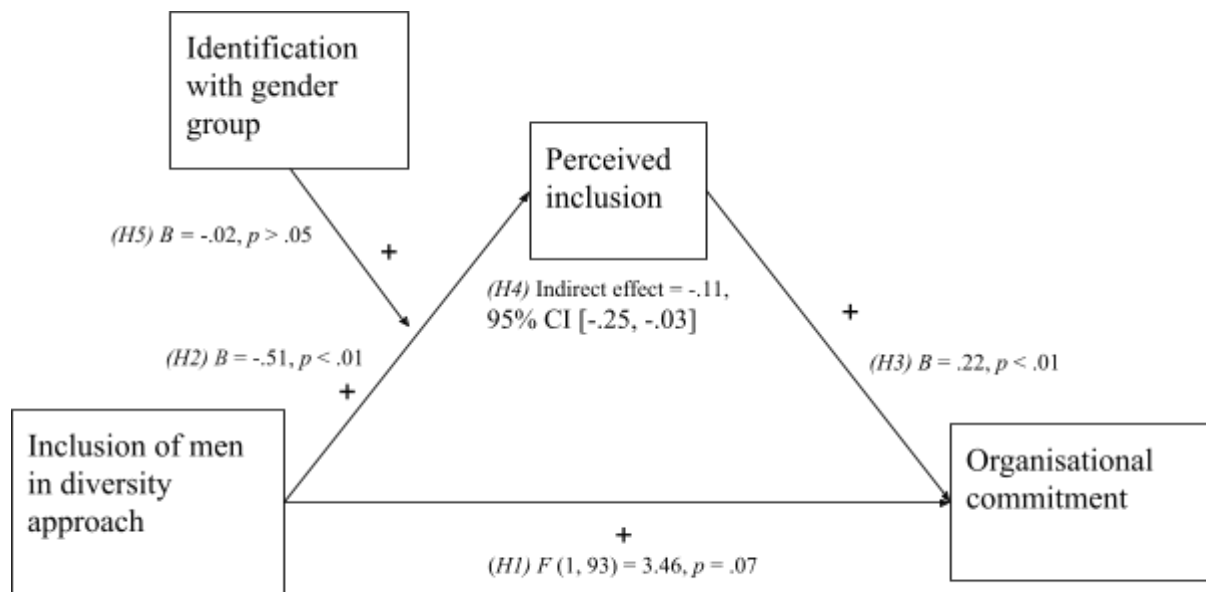 Identification
with gender
group
Perceived
inclusion
(H5) B = -.02, p > .05
+
(H4) Indirect effect = -.11,
95% CI [-.25, -.03]
+
(H2) B = -.51, p < .01
+
(H3) B = .22, p < .01
Inclusion of men
in diversity
approach
Organisational
commitment
+
(H1) F (1, 93) = 3.46, p = .07